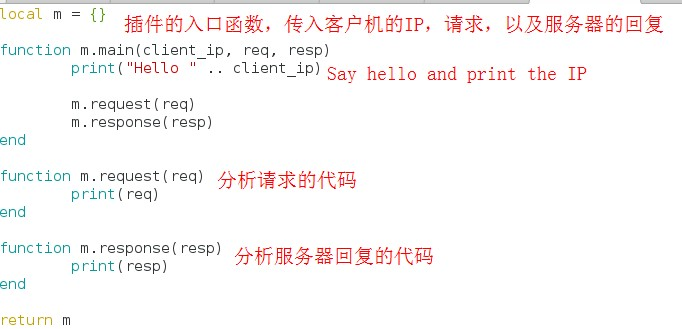 local m = {} 插件的入口函数，传入客户机的IP，请求，以及服务器的回复
function m.main(client_ip, req, resp)
print("Hello " .. client_ip) Say hello and print the IP
m.request(req)
m.response(resp)
end
function m.request(req) 分析请求的代码
print(req)
end
function m.response(resp) 分析服务器回复的代码
print(resp)
end
return m